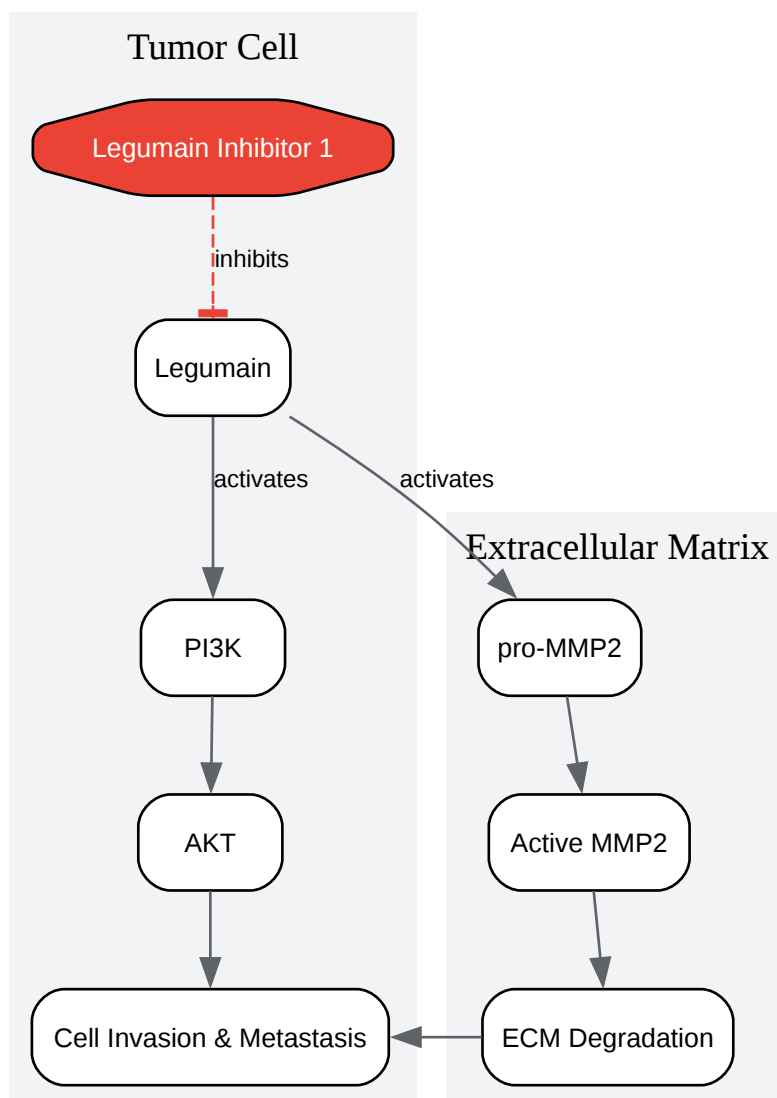 Tumor Cell
Legumain Inhibitor 1
inhibits
Legumain
activates
activates
Extracellular Matrix
PI3K
pro-MMP2
AKT
Active MMP2
Cell Invasion & Metastasis
ECM Degradation